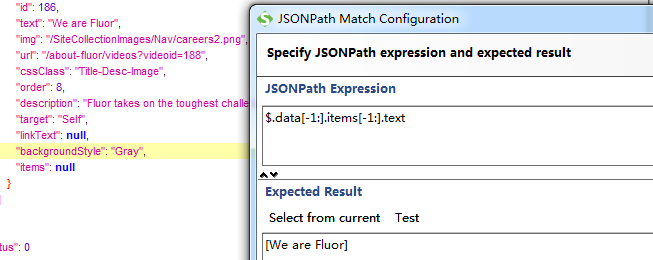 "id": 186,
"text": "We are Fluor",
"img": "/SiteCollectionImages/Nav/careers2.png",
"url": "/about-fluor/videos?videoid=188",
"cssClass": "Title-Desc-Image",
"order": 8,
"description": "Fluor takes on the toughest challe
"target": "Self",
"linkText": null,
"backgroundStyle": "Gray",
"items": null
}
]
tus": 0
JSONPath Match Configuration
Specify JSONPath expression and expected result
JSONPath Expression
$.data[-1:].items[-1:].text
Expected Result
Select from current Test
[We are Fluor]